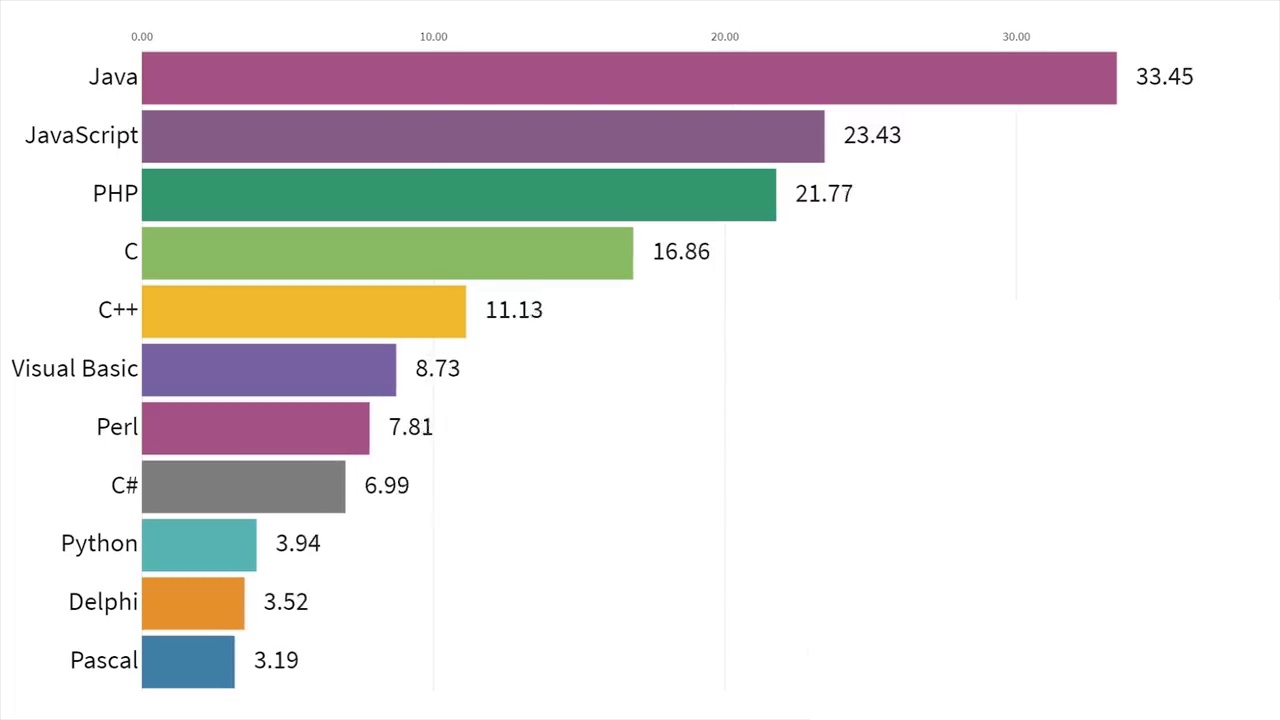 0.00 10.00 20.00 30.00
Java 33.45
JavaScript 23.43
PHP 21.77
C 16.86
C++ 11.13
Visual Basic 8.73
Perl 7.81
C# 6.99
Python 3.94
Delphi 3.52
Pascal 3.19